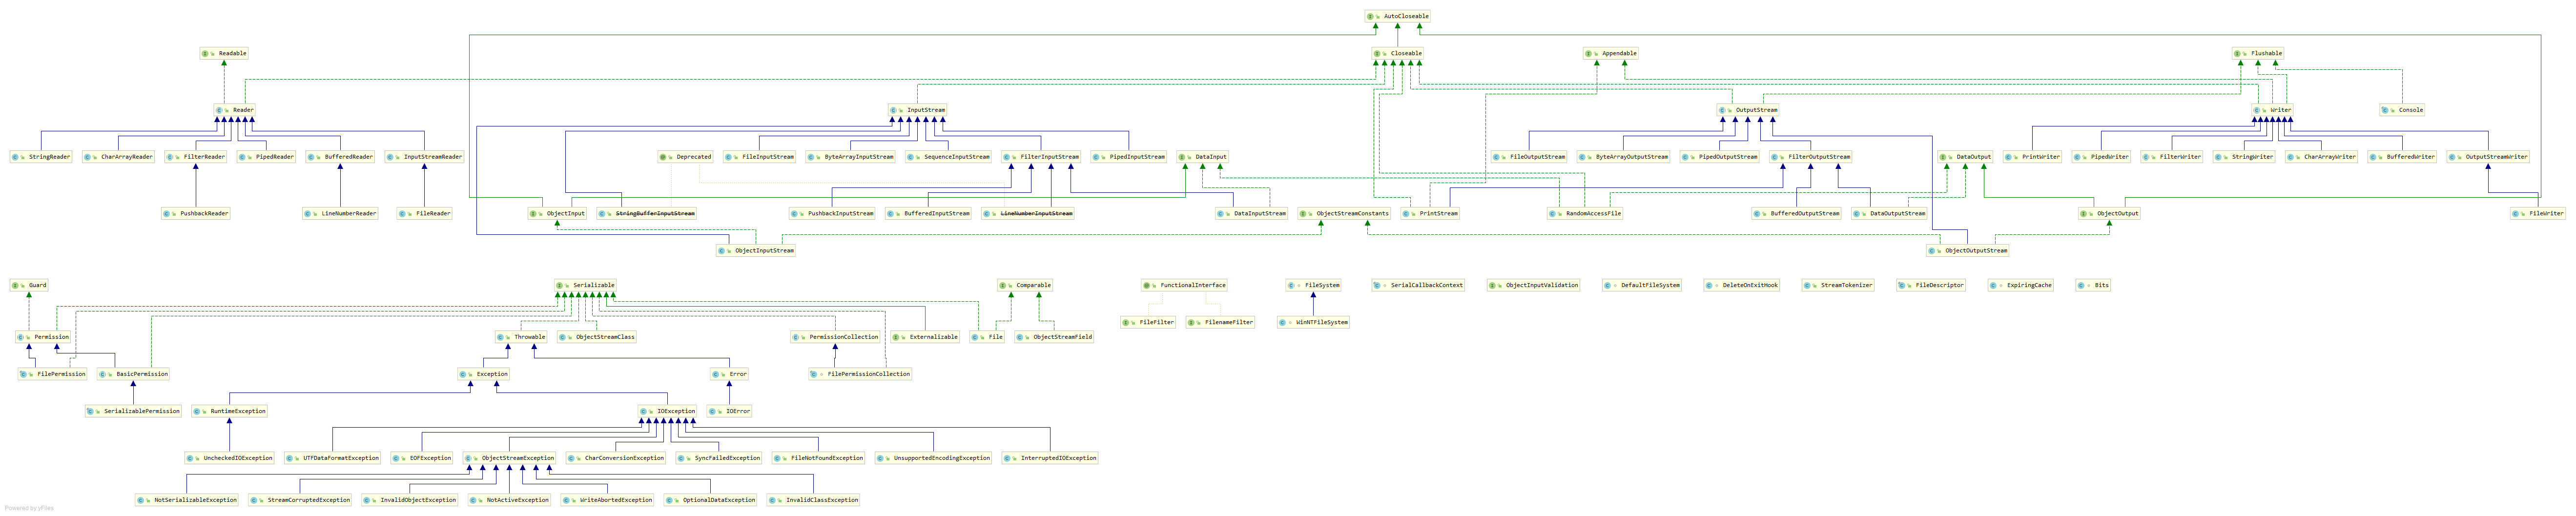 AutoCloseable
Readable
Closeable
Appendable
Flushable
Reader
InputStream
OutputStream
Writer
Console
StringReader
CharArrayReader
FilterReader
PipedReader
BufferedReader
InputStreamReader
Deprecated
FileInputStream
ByteArrayInputStream
SequenceInputStream
FilterInputStream
PipedInputStream
DataInput
FileOutputStream
ByteArrayOutputStream
PipedOutputStream
FilterOutputStream
DataOutput
PrintWriter
PipedWriter
FilterWriter
StringWriter
CharArrayWriter
BufferedWriter
OutputStreamWriter
PushbackReader
LineNumberReader
FileReader
ObjectInput
StringBufferInputStream
PushbackInputStream
BufferedInputStream
LineNumberInputStream
DataInputStream
ObjectStreamConstants
PrintStream
RandomAccessFile
BufferedOutputStream
DataOutputStream
ObjectOutput
FileWriter
ObjectInputStream
ObjectOutputStream
Guard
Serializable
Comparable
FunctionalInterface
FileSystem
SerialCallbackContext
ObjectInputValidation
DefaultFileSystem
DeleteOnExitHook
StreamTokenizer
FileDescriptor
ExpiringCache
Bits
FileFilter
FilenameFilter
WinNTFileSystem
Permission
Throwable
ObjectStreamClass
PermissionCollection
Externalizable
File
ObjectStreamField
FilePermission
BasicPermission
Exception
Error
FilePermissionCollection
SerializablePermission
RuntimeException
IOException
IOError
UncheckedIOException
UTFDataFormatException
EOFException
ObjectStreamException
CharConversionException
SyncFailedException
FileNotFoundException
UnsupportedEncodingException
InterruptedIOException
NotSerializableException
StreamCorruptedException
InvalidObjectException
NotActiveException
WriteAbortedException
OptionalDataException
InvalidClassException
Powered by yFiles